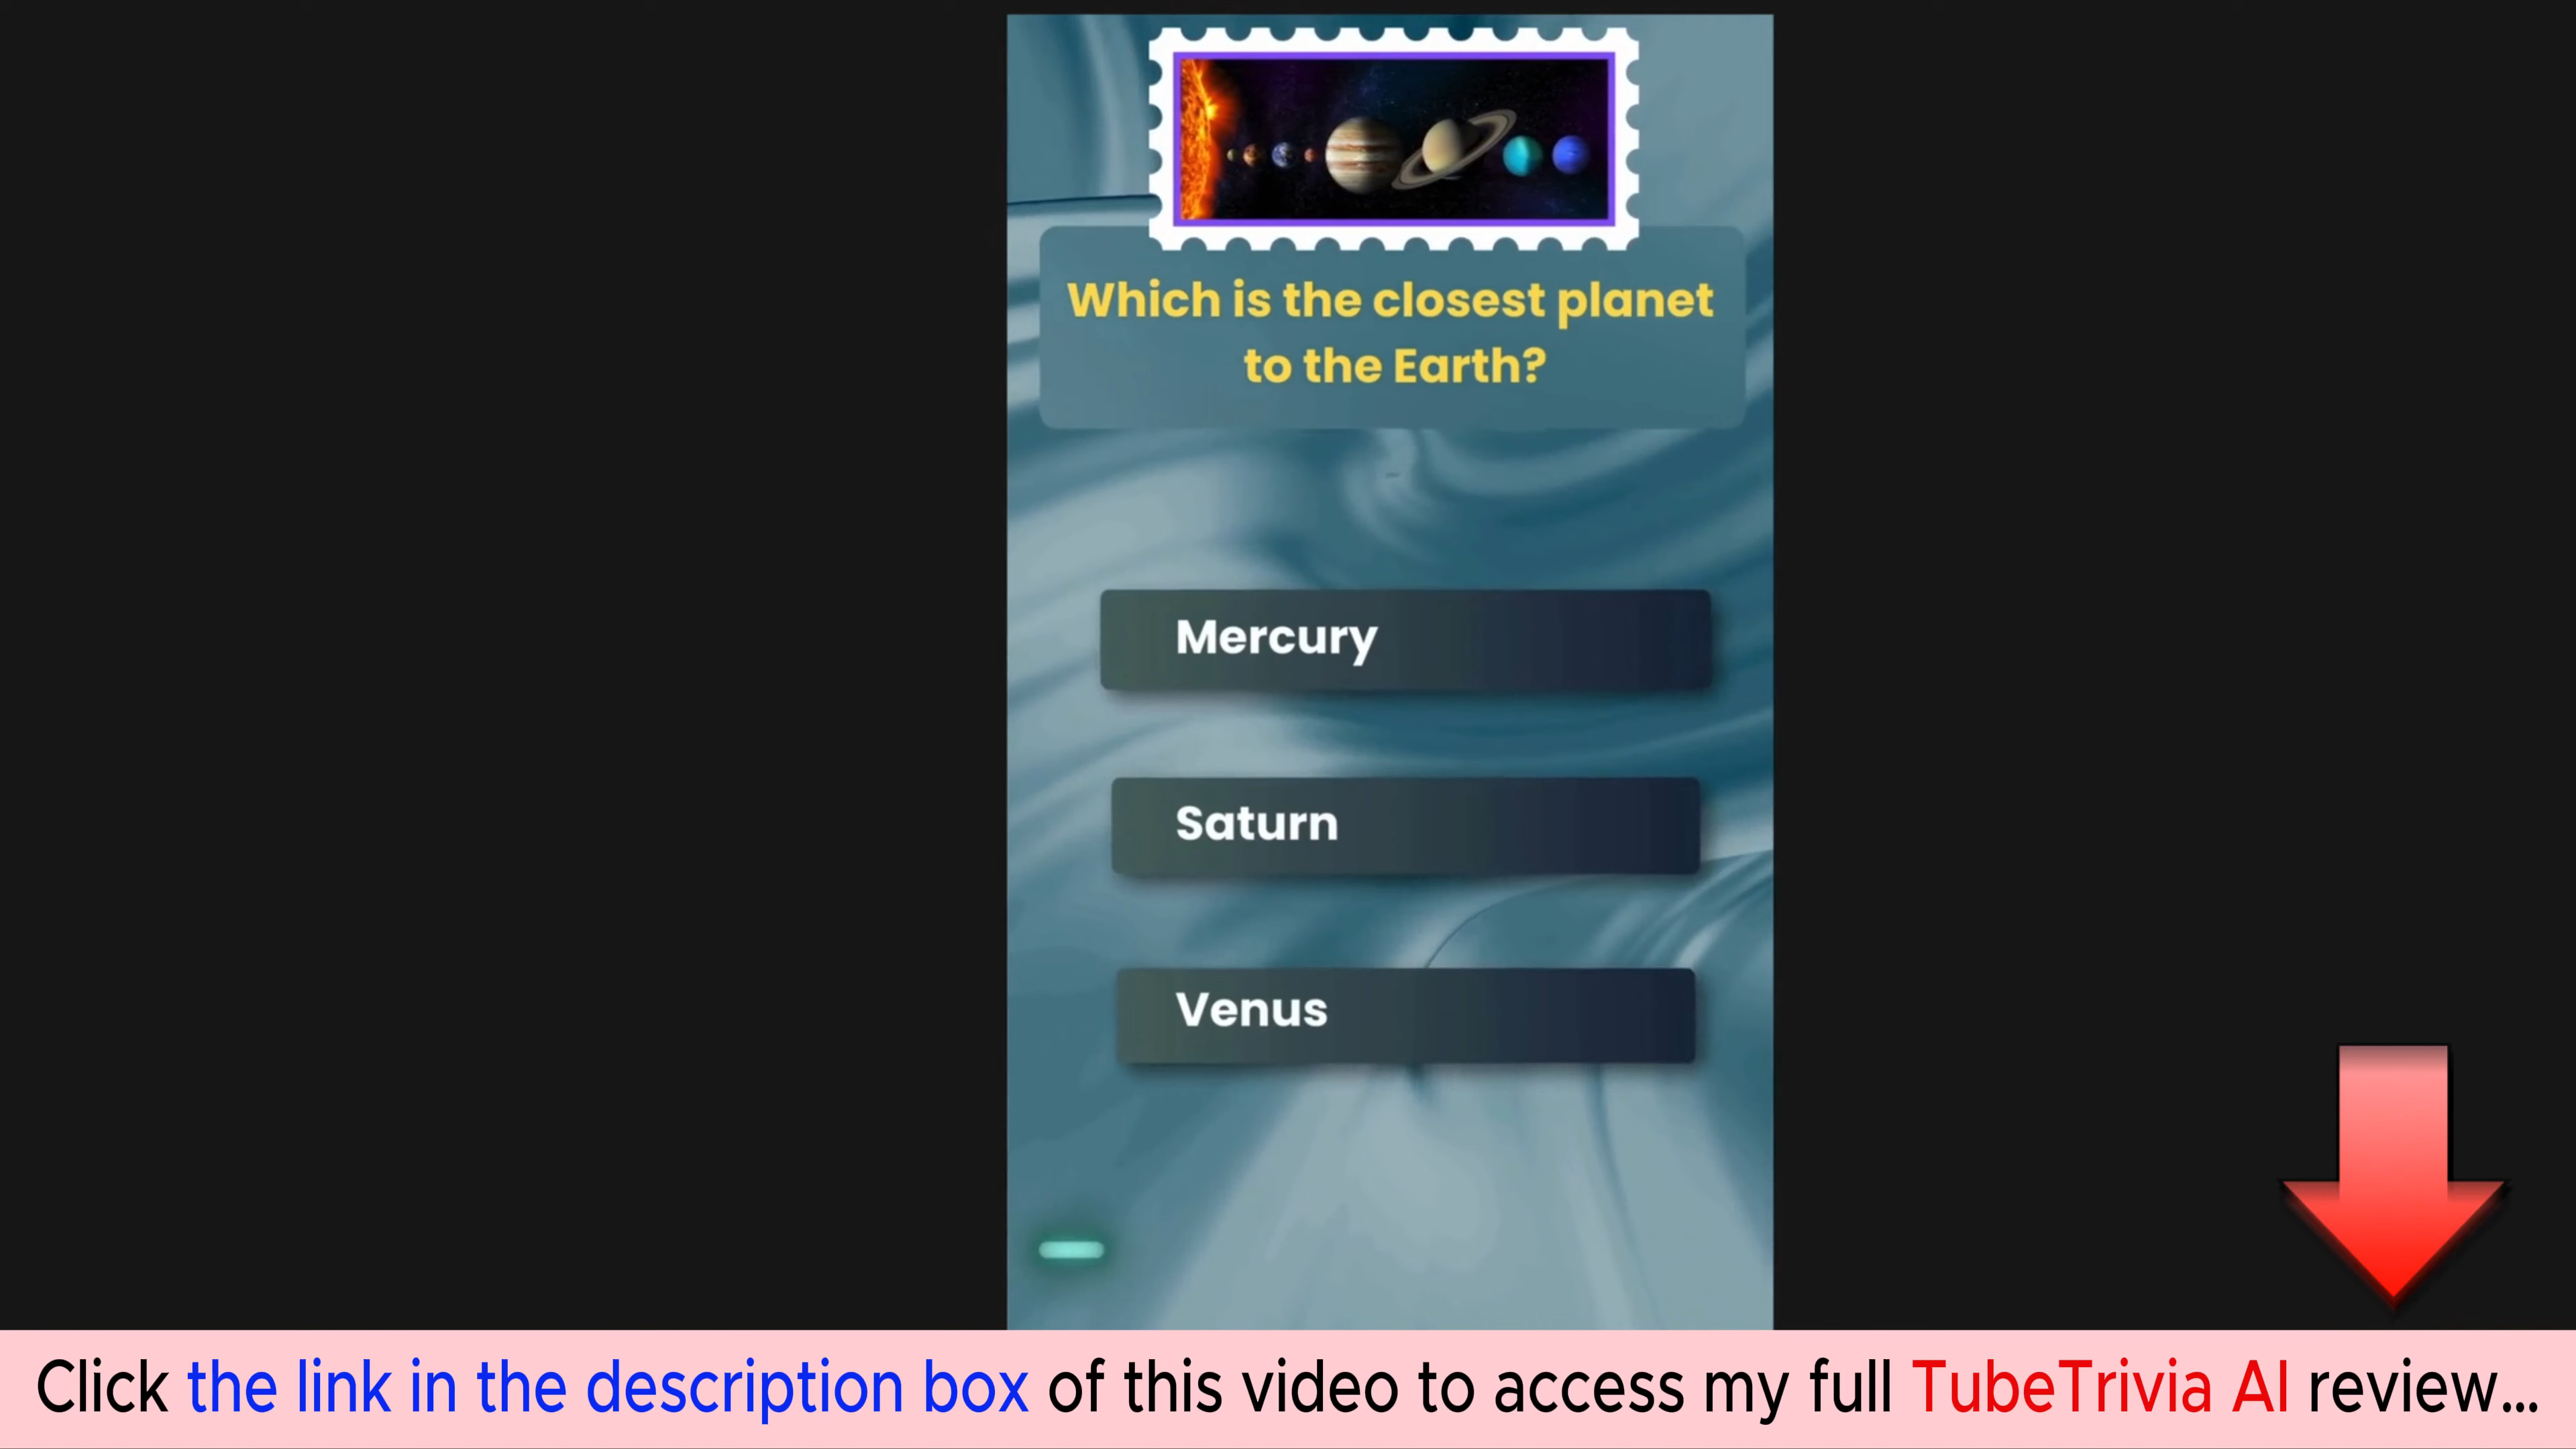 Which is the closest planet
to the Earth?
Mercury
Saturn
Venus
Click the link in the description box of this video to access my full TubeTrivia AI review...